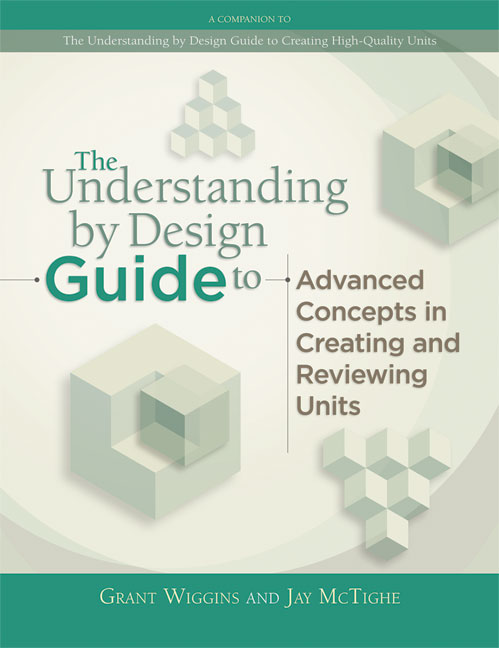 A COMPANION TO
The Understanding by Design Guide to Creating High-Quality Units
The
Understanding
by Design
Guide to
Advanced
Concepts in
Creating and
Reviewing
Units
GRANT WIGGINS AND JAY MCTIGHE